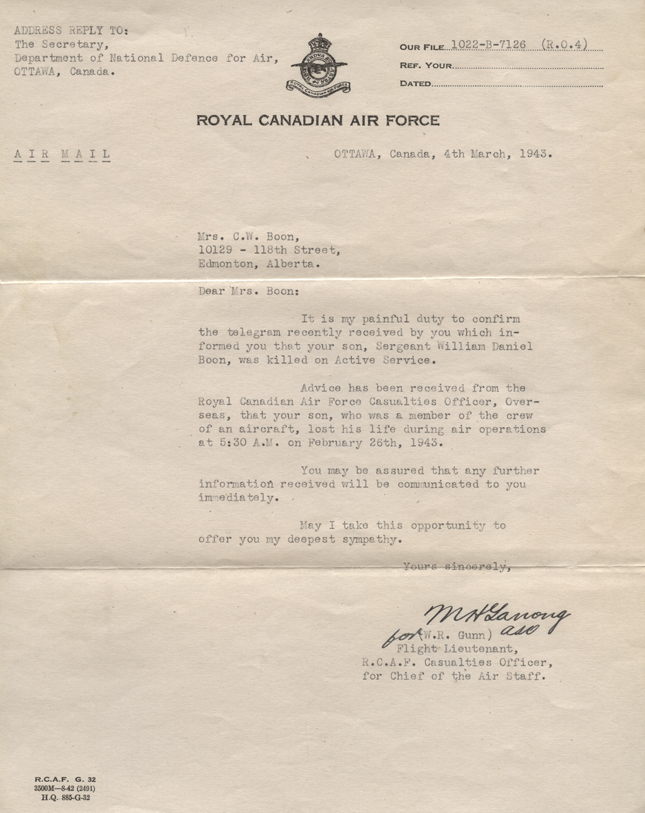 ADDRESS REPLY TO:
The Secretary,
Department of National Defence for Air,
OTTAWA, Canada.
OUR FILE 1022-B-7126 (R.O.4)
REF. YOUR
DATED
ROYAL CANADIAN AIR FORCE
AIR MAIL
OTTAWA, Canada, 4th March, 1943.
Mrs. C.W. Boon,
10129 - 118th Street,
Edmonton, Alberta.
Dear Mrs. Boon:
It is my painful duty to confirm
the telegram recently received by you which in-
formed you that your son, Sergeant William Daniel
Boon, was killed on Active Service.
Advice has been received from the
Royal Canadian Air Force Casualties Officer, Over-
seas, that your son, who was a member of the crew
of an aircraft, lost his life during air operations
at 5:30 A.M. on February 26th, 1943.
You may be assured that any further
information received will be communicated to you
immediately.
May I take this opportunity to
offer you my deepest sympathy.
Yours sincerely,
for (W.R. Gunn) ASO
Flight Lieutenant,
R.C.A.F. Casualties Officer,
for Chief of the Air Staff.
R.C.A.F. G. 32
3500M—8-42 (2491)
H.Q. 885-G-32